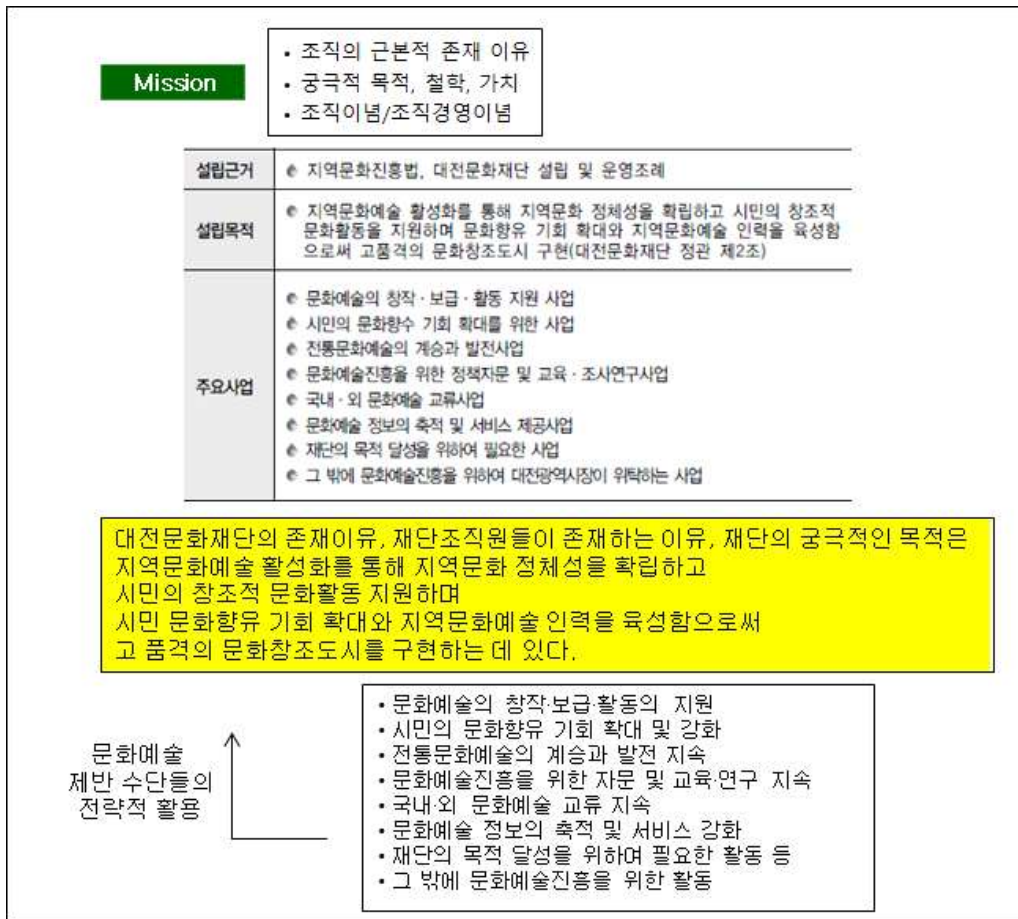 Mission
• 조직의 근본적 존재 이유
• 궁극적 목적, 철학, 가치
• 조직이념/조직경영이념
설립근거
지역문화진흥법, 대전문화재단 설립 및 운영조례
설립목적
지역문화예술 활성화를 통해 지역문화 정체성을 확립하고 시민의 창조적
문화활동을 지원하며 문화향유 기회 확대와 지역문화예술 인력을 육성함
으로써 고품격의 문화창조도시 구현(대전문화재단 정관 제2조)
주요사업
문화예술의 창작·보급·활동 지원 사업
시민의 문화향수 기회 확대를 위한 사업
전통문화예술의 계승과 발전사업
문화예술진흥을 위한 정책자문 및 교육·조사연구사업
국내·외 문화예술 교류사업
문화예술 정보의 축적 및 서비스 제공사업
재단의 목적 달성을 위하여 필요한 사업
그 밖에 문화예술진흥을 위하여 대전광역시장이 위탁하는 사업
대전문화재단의 존재이유, 재단조직원들이 존재하는 이유, 재단의 궁극적인 목적은
지역문화예술 활성화를 통해 지역문화 정체성을 확립하고
시민의 창조적 문화활동 지원하며
시민 문화향유 기회 확대와 지역문화예술 인력을 육성함으로써
고 품격의 문화창조도시를 구현하는 데 있다.
문화예술
제반 수단들의
전략적 활용
• 문화예술의 창작·보급·활동의 지원
• 시민의 문화향유 기회 확대 및 강화
• 전통문화예술의 계승과 발전 지속
• 문화예술진흥을 위한 자문 및 교육·연구 지속
• 국내·외 문화예술 교류 지속
• 문화예술 정보의 축적 및 서비스 강화
• 재단의 목적 달성을 위하여 필요한 활동 등
• 그 밖에 문화예술진흥을 위한 활동